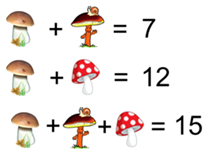 + = 7
+ = 12
+ + = 15